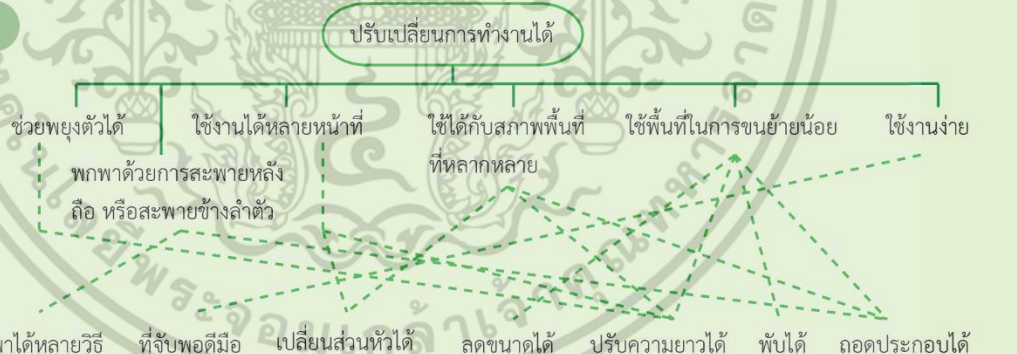 ปรับเปลี่ยนการทำงานได้
ช่วยพยุงตัวได้
ใช้งานได้หลายหน้าที่
ใช้ได้กับสภาพพื้นที่
ที่หลากหลาย
ใช้พื้นที่ในการขนย้ายน้อย
ใช้งานง่าย
พกพาด้วยการสะพายหลัง
ถือ หรือสะพายข้างลำตัว
าได้หลายวิธี
ที่จับพอดีมือ
เปลี่ยนส่วนหัวได้
ลดขนาดได้
ปรับความยาวได้
พับได้
ถอดประกอบได้